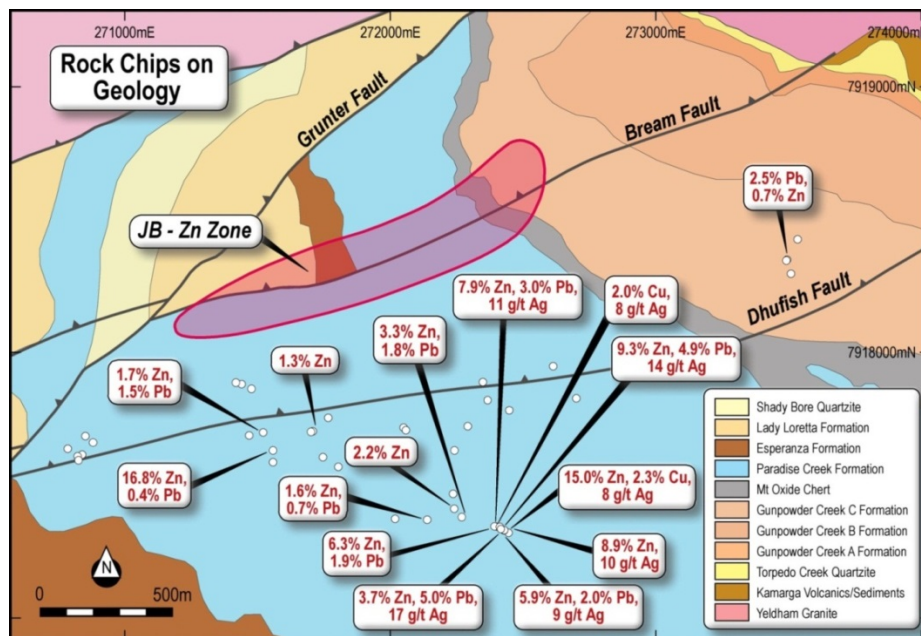 271000mE
272000mE
273000mE
274000mE
Rock Chips on
Geology
Grunter Fault
Bream Fault
7919000mN
2.5% Pb,
0.7% Zn
JB - Zn Zone
Dhufish Fault
7.9% Zn, 3.0% Pb,
11 g/t Ag
2.0% Cu,
8 g/t Ag
3.3% Zn,
1.8% Pb
9.3% Zn, 4.9% Pb,
14 g/t Ag
7918000mN
1.3% Zn
1.7% Zn,
1.5% Pb
2.2% Zn
16.8% Zn,
0.4% Pb
1.6% Zn,
0.7% Pb
15.0% Zn, 2.3% Cu,
8 g/t Ag
6.3% Zn,
1.9% Pb
8.9% Zn,
10 g/t Ag
3.7% Zn, 5.0% Pb,
17 g/t Ag
5.9% Zn, 2.0% Pb,
9 g/t Ag
Shady Bore Quartzite
Lady Loretta Formation
Esperanza Formation
Paradise Creek Formation
Mt Oxide Chert
Gunpowder Creek C Formation
Gunpowder Creek B Formation
Gunpowder Creek A Formation
Torpedo Creek Quartzite
Kamarga Volcanics/Sediments
Yeldham Granite
N
0 500m